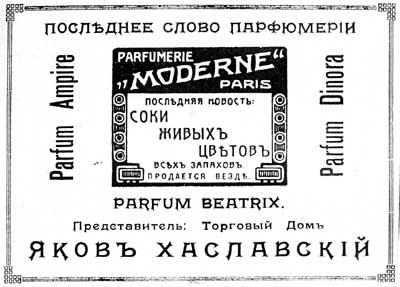 ПОСЛѢДНЕЕ СЛОВО ПАРФЮМЕРІИ
Parfum Ampire
PARFUMERIE
„MODERNE“
PARIS
ПОСЛѢДНЯЯ НОВОСТЬ:
СОКИ
ЖИВЫХЪ
ЦВѢТОВЪ
ВСѢХЪ ЗАПАХОВЪ.
ПРОДАЕТСЯ ВЕЗДѢ.
Parfum Dinora
PARFUM BEATRIX.
Представитель: Торговый Домъ
ЯКОВЪ ХАСЛАВСКІЙ